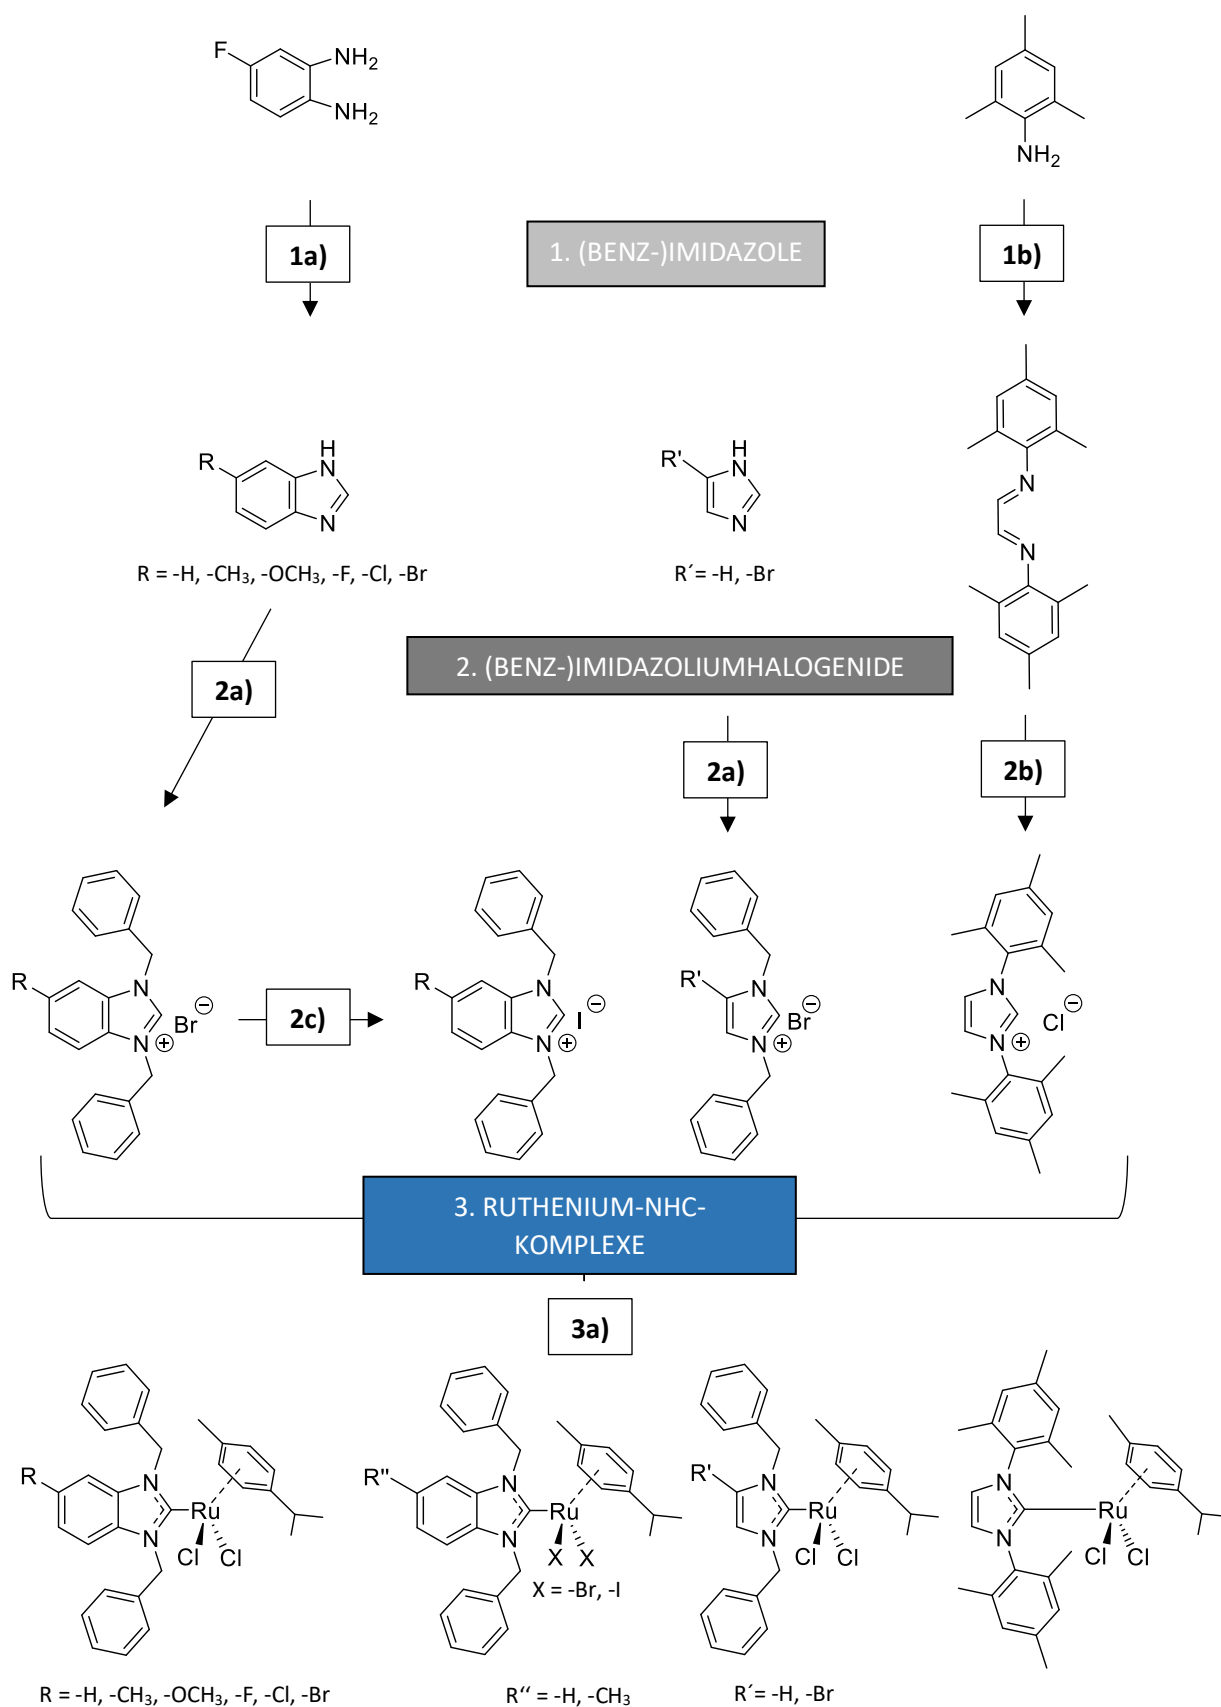 F
NH2
NH2
NH2
1a)
1. (BENZ-)IMIDAZOLE
1b)
R
H
N
N
R'
H
N
N
N
N
R = -H, -CH3, -OCH3, -F, -Cl, -Br
R´= -H, -Br
2. (BENZ-)IMIDAZOLIUMHALOGENIDE
2a)
2a)
2b)
R
N
N
⊕
Br
⊖
2c)
R
N
N
⊕
I
⊖
R'
N
N
⊕
Br
⊖
N
N
⊕
Cl
⊖
3. RUTHENIUM-NHC-
KOMPLEXE
3a)
R
N
N
Ru
Cl
Cl
R''
N
N
Ru
X
X
X = -Br, -I
R'
N
N
Ru
Cl
Cl
N
N
Ru
Cl
Cl
R = -H, -CH3, -OCH3, -F, -Cl, -Br
R´´ = -H, -CH3
R´= -H, -Br